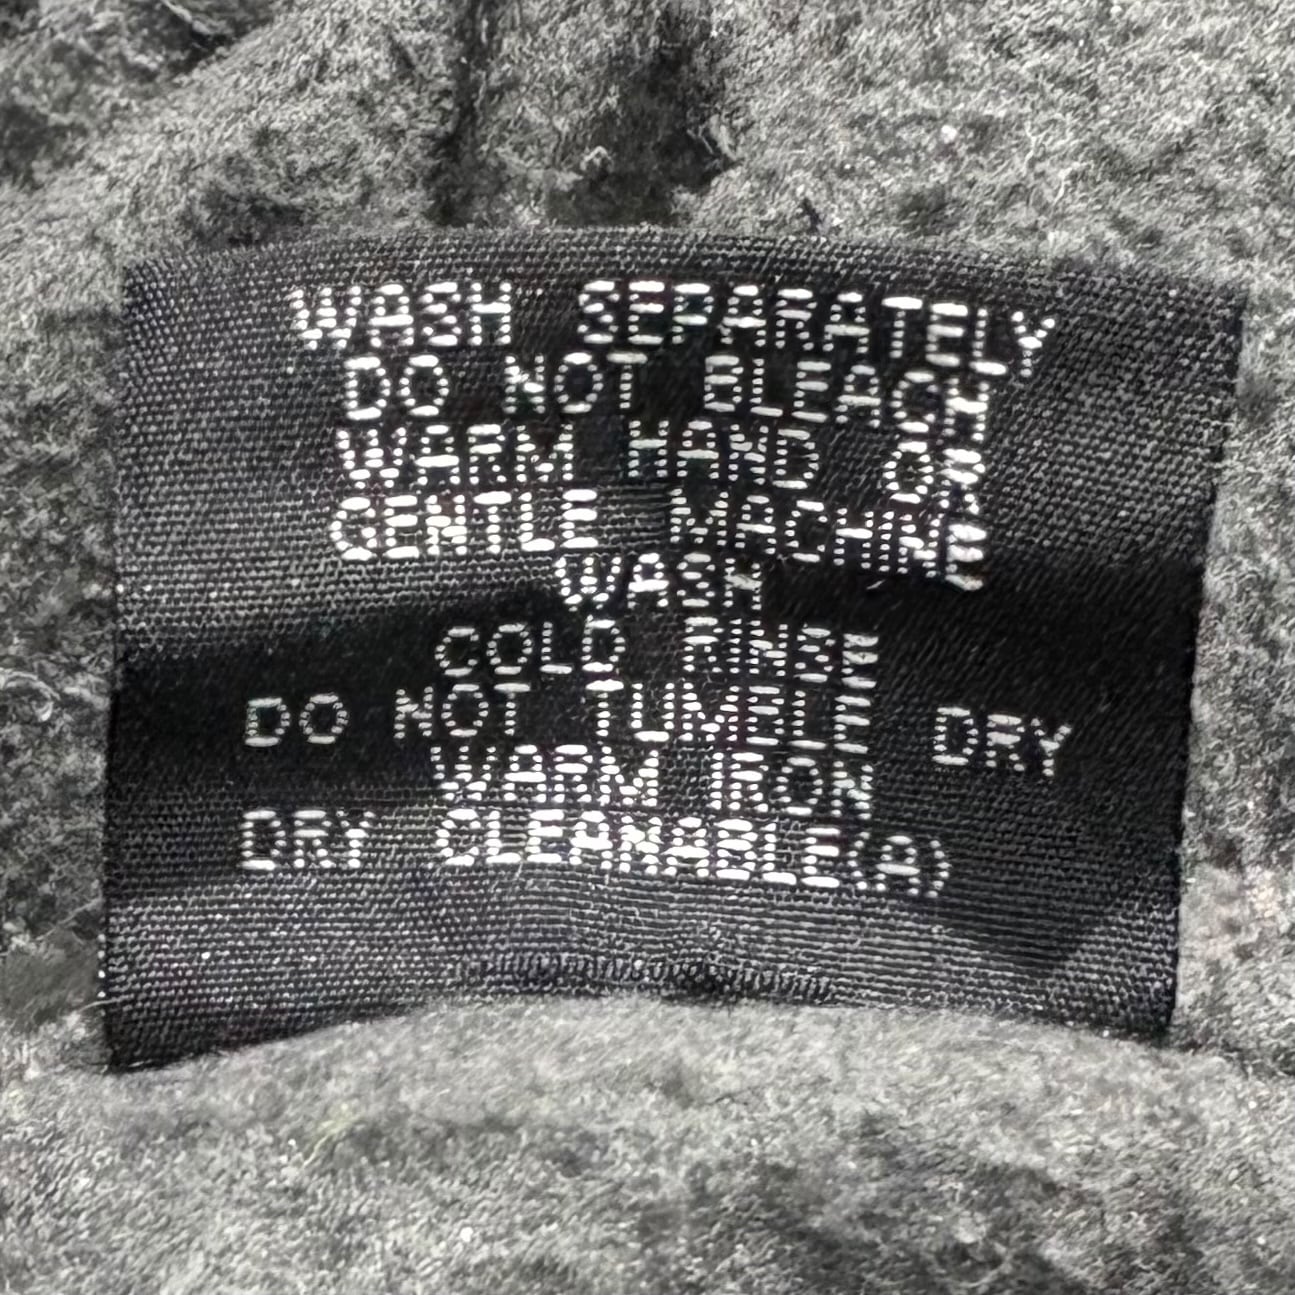 WASH SEPARATELY
DO NOT BLEACH
WARM HAND OR
GENTLE MACHINE
WASH
COLD RINSE
DO NOT TUMBLE DRY
WARM IRON
DRY CLEANABLE(A)